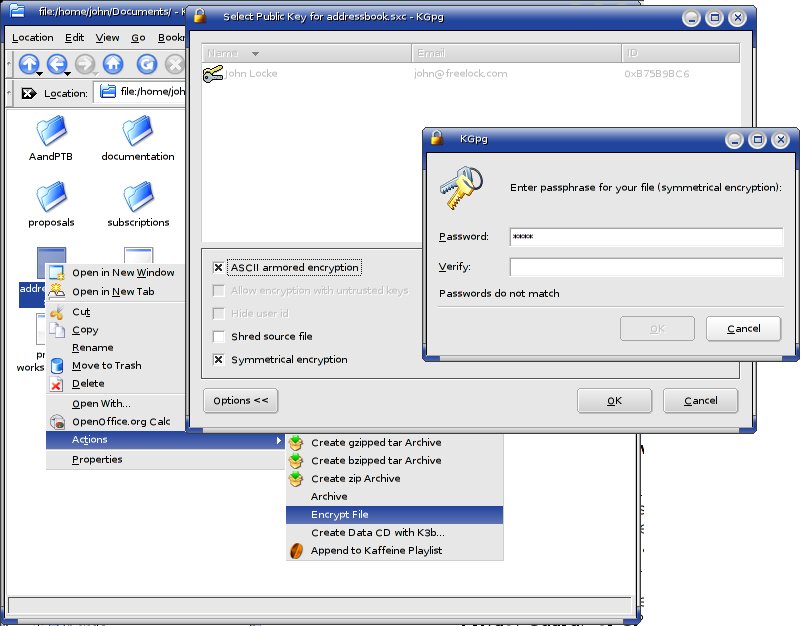 file:/home/john/Documents/ - K
Location Edit View Go Bookm
Location: file:/home/joh
AandPTB documentation
proposals subscriptions
addre
pr
works
Open in New Window
Open in New Tab
Cut
Copy
Rename
Move to Trash
Delete
Open With...
OpenOffice.org Calc
Actions
Properties
Create gzipped tar Archive
Create bzipped tar Archive
Create zip Archive
Archive
Encrypt File
Create Data CD with K3b...
Append to Kaffeine Playlist
Select Public Key for addressbook.sxc - KGpg
Name Email ID
John Locke john@freelock.com 0xB75B9BC6
ASCII armored encryption
Allow encryption with untrusted keys
Hide user id
Shred source file
Symmetrical encryption
Options << OK Cancel
KGpg
Enter passphrase for your file (symmetrical encryption):
Password: ****
Verify:
Passwords do not match
OK Cancel